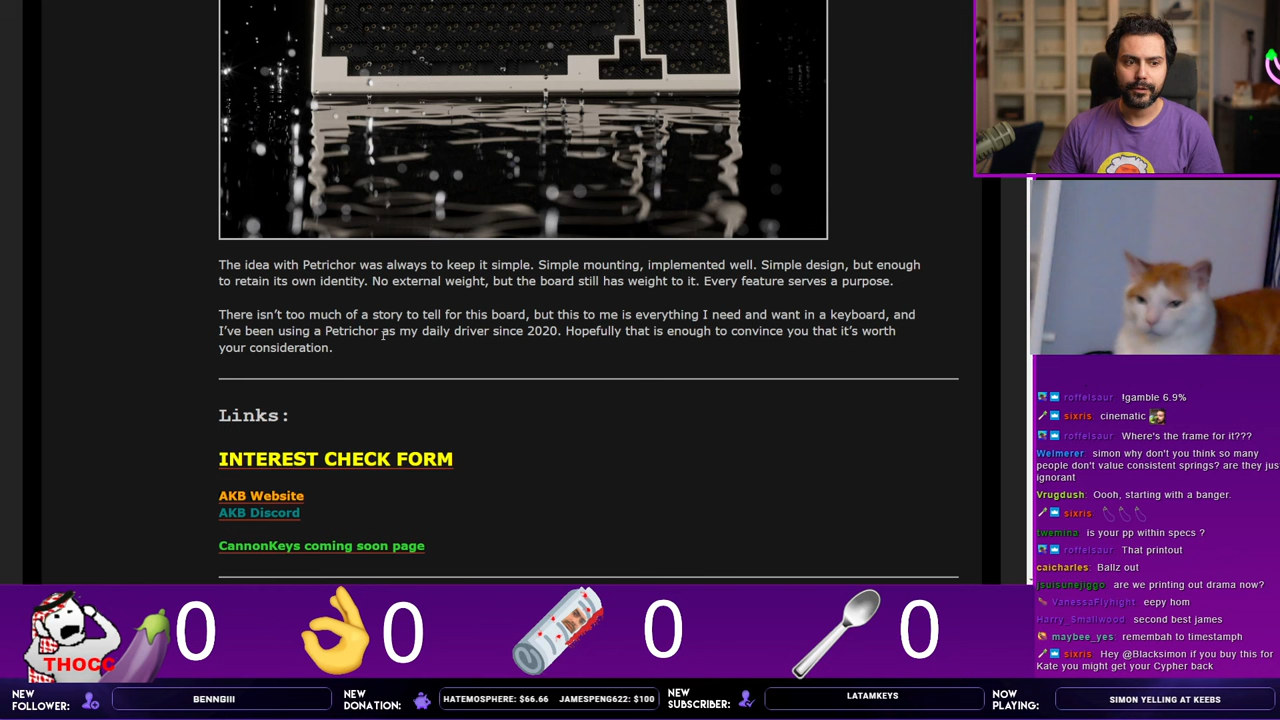 The idea with Petrichor was always to keep it simple. Simple mounting, implemented well. Simple design, but enough
to retain its own identity. No external weight, but the board still has weight to it. Every feature serves a purpose.
There isn't too much of a story to tell for this board, but this to me is everything I need and want in a keyboard, and
I've been using a Petrichor as my daily driver since 2020. Hopefully that is enough to convince you that it's worth
your consideration.
Links:
INTEREST CHECK FORM
AKB Website
AKB Discord
CannonKeys coming soon page
roffelsaur !gamble 6.9%
sixris cinematic
roffelsaur Where's the frame for it???
Welmerer: simon why don't you think so many
people don't value consistent springs? are they jus
ignorant
Vrugdush: Oooh, starting with a banger.
sixris
twemina is your pp within specs ?
roffelsaur That printout
caicharles: Ballz out
jsuisunejiggo: are we printing out drama now?
VanessaFlyhight eepy hom
Harry_Smallwood: second best james
maybee_yes: remembah to timestamph
sixris Hey @Blacksimon if you buy this for
Kate you might get your Cypher back
THOCC 0 0 0 0
NEW FOLLOWER: BENNGIII
NEW DONATION: HATEMOSPHERE: $66.66 JAMESPENG622: $100
NEW SUBSCRIBER: LATAMKEYS
NOW PLAYING: SIMON YELLING AT KEEBS